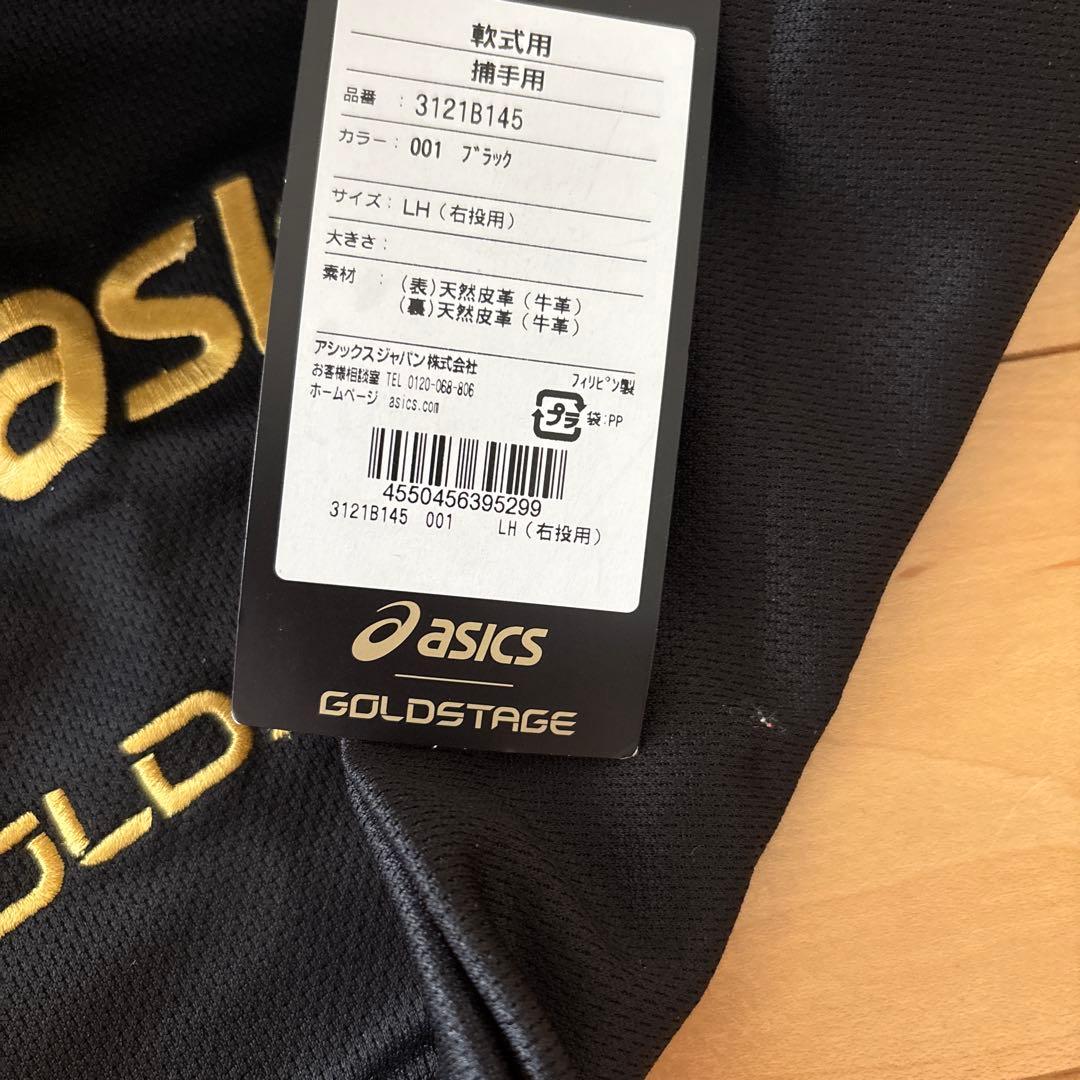 軟式用
捕手用
品番 : 3121B145
カラー : 001 ブラック
サイズ : LH（右投用）
大きさ :
素材 : （表）天然皮革（牛革）
（裏）天然皮革（牛革）
アシックスジャパン株式会社
お客様相談室 TEL 0120-068-806
ホームページ asics.com
フィリピン製
プラ 袋:PP
4550456395299
3121B145 001 LH（右投用）
asics
GOLDSTAGE
asi
GOLD